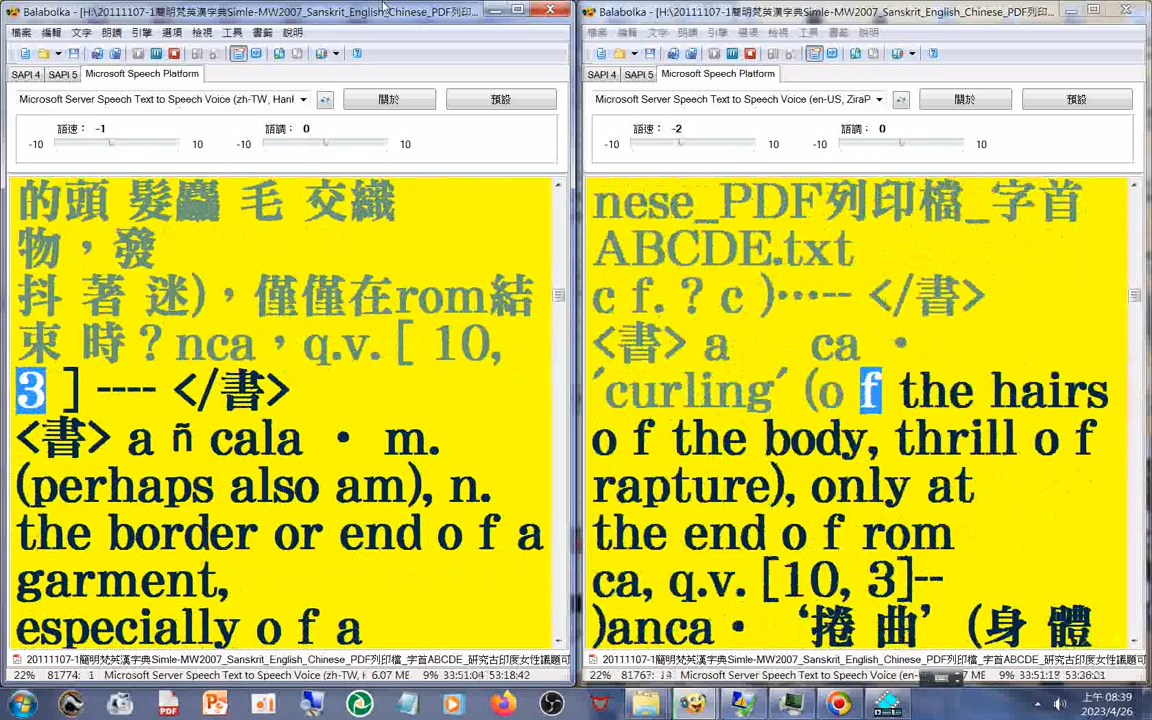 Balabolka - [H:\20111107-1簡明梵英漢字典Simle-MW2007_Sanskrit_English_Chinese_PDF列印...
檔案 編輯 文字 朗讀 引擎 選項 檢視 工具 書籤 說明
SAPI 4 SAPI 5 Microsoft Speech Platform
Microsoft Server Speech Text to Speech Voice (zh-TW, Hanl
關於 預設
語速： -1 語調： 0
-10 10 -10 10
的頭 髮 毛 交織
物，發
抖 著 迷)，僅僅在rom結
束 時？nca，q.v. [ 10,
3 ] ---- </書>
<書> a ñ cala • m.
(perhaps also am), n.
the border or end o f a
garment,
especially o f a
20111107-1簡明梵英漢字典Simle-MW2007_Sanskrit_English_Chinese_PDF列印檔_字首ABCDE_研究古印度女性議題可
22% 81774: 1 Microsoft Server Speech Text to Speech Voice (zh-TW, H 6.07 MB 9% 33:51:04 53:18:42
Balabolka - [H:\20111107-1簡明梵英漢字典Simle-MW2007_Sanskrit_English_Chinese_PDF列印...
檔案 編輯 文字 朗讀 引擎 選項 檢視 工具 書籤 說明
SAPI 4 SAPI 5 Microsoft Speech Platform
Microsoft Server Speech Text to Speech Voice (en-US, ZiraP
關於 預設
語速： -2 語調： 0
-10 10 -10 10
nese_PDF列印檔_字首
ABCDE.txt
c f. ? c )…-- </書>
<書> a ca •
'curling' (o f the hairs
o f the body, thrill o f
rapture), only at
the end o f rom
ca, q.v. [10, 3]--
)anca • ‘捲 曲’ (身 體
20111107-1簡明梵英漢字典Simle-MW2007_Sanskrit_English_Chinese_PDF列印檔_字首ABCDE_研究古印度女性議題可
22% 81767: 14 Microsoft Server Speech Text to Speech Voice 9% 33:51:18 53:36:21
上午 08:39
2023/4/26